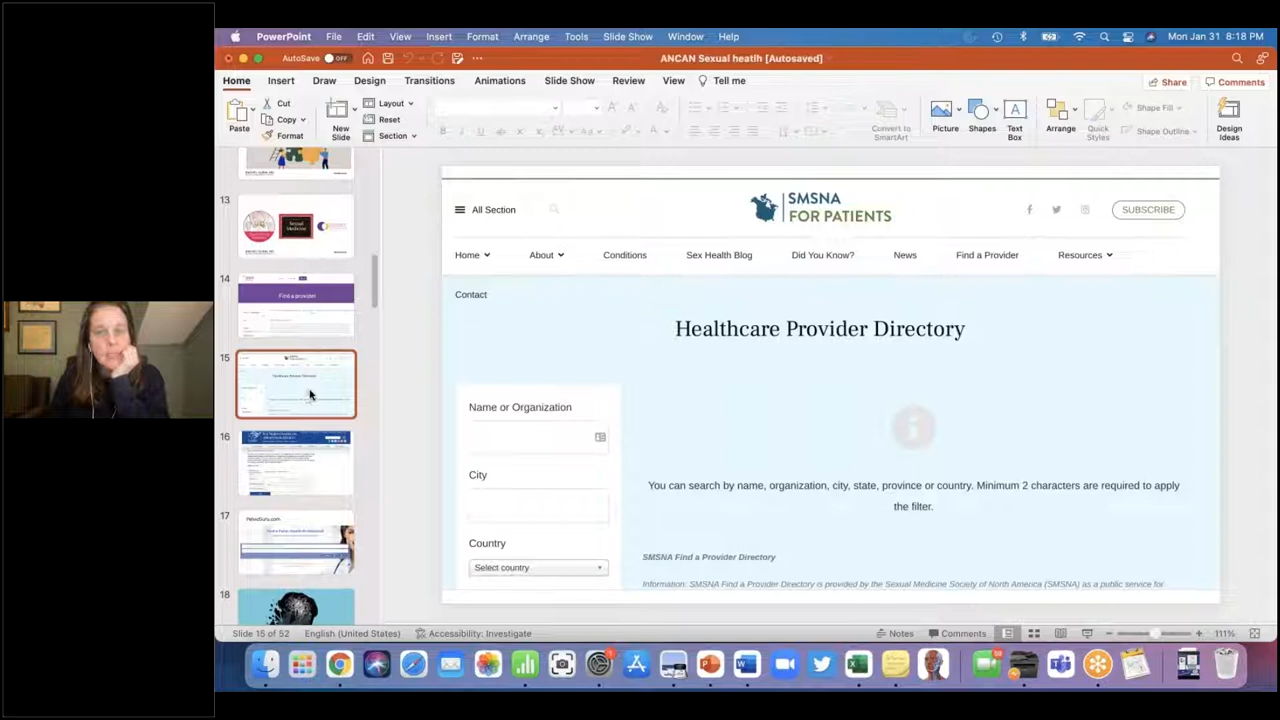 PowerPoint File Edit View Insert Format Arrange Tools Slide Show Window Help Mon Jan 31 8:18 PM
AutoSave OFF ANCAN Sexual heatlh [Autosaved]
Home Insert Draw Design Transitions Animations Slide Show Review View Tell me Share Comments
Paste Cut Copy Format
New Slide Layout Reset Section
Convert to SmartArt
Picture Shapes Text Box Arrange Quick Styles Shape Fill Shape Outline Design Ideas
13
Sexual Medicine
14
Find a provider
15
Healthcare Provider Directory
16
17
PelvicGuru.com
18
All Section
SMSNA
FOR PATIENTS
SUBSCRIBE
Home About Conditions Sex Health Blog Did You Know? News Find a Provider Resources
Contact
Healthcare Provider Directory
Name or Organization
City
Country
Select country
You can search by name, organization, city, state, province or country. Minimum 2 characters are required to apply
the filter.
SMSNA Find a Provider Directory
Information: SMSNA Find a Provider Directory is provided by the Sexual Medicine Society of North America (SMSNA) as a public service for
Slide 15 of 52 English (United States) Accessibility: Investigate Notes Comments 111%